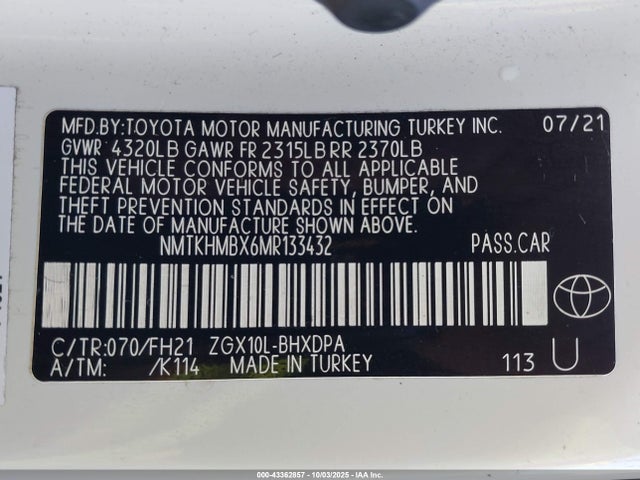 MFD.BY:TOYOTA MOTOR MANUFACTURING TURKEY INC. 07/21
GVWR 4320LB GAWR FR 2315LB RR 2370LB
THIS VEHICLE CONFORMS TO ALL APPLICABLE
FEDERAL MOTOR VEHICLE SAFETY, BUMPER, AND
THEFT PREVENTION STANDARDS IN EFFECT ON
THE DATE OF MANUFACTURE SHOWN ABOVE.
NMTKHMBX6MR133432 PASS.CAR
C/TR:070/FH21 ZGX10L-BHXDPA
A/TM: /K114 MADE IN TURKEY 113 U
000-43362857 - 10/03/2025 - IAA Inc.